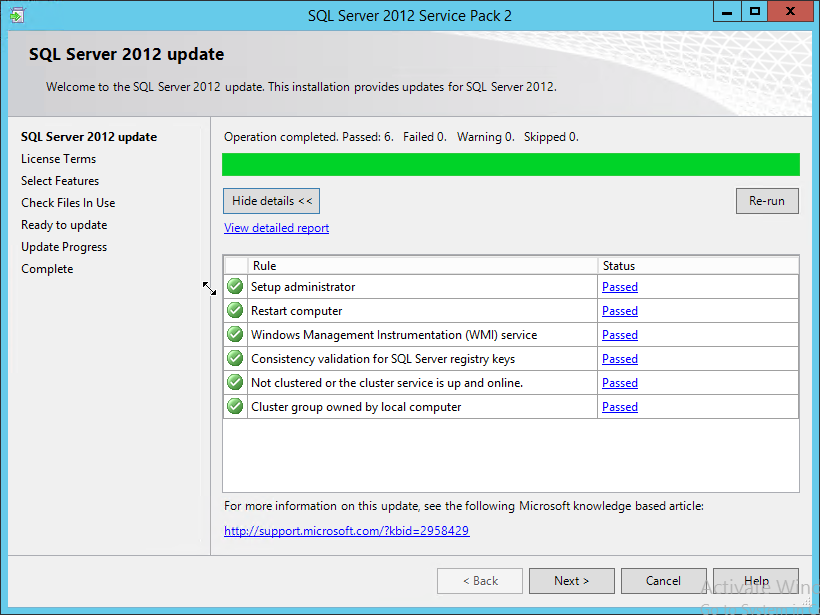 SQL Server 2012 Service Pack 2
SQL Server 2012 update
Welcome to the SQL Server 2012 update. This installation provides updates for SQL Server 2012.
SQL Server 2012 update
License Terms
Select Features
Check Files In Use
Ready to update
Update Progress
Complete
Operation completed. Passed: 6. Failed 0. Warning 0. Skipped 0.
Hide details <<
Re-run
View detailed report
Rule Status
Setup administrator Passed
Restart computer Passed
Windows Management Instrumentation (WMI) service Passed
Consistency validation for SQL Server registry keys Passed
Not clustered or the cluster service is up and online. Passed
Cluster group owned by local computer Passed
For more information on this update, see the following Microsoft knowledge based article:
http://support.microsoft.com/?kbid=2958429
< Back Next > Cancel Help
Activate Win